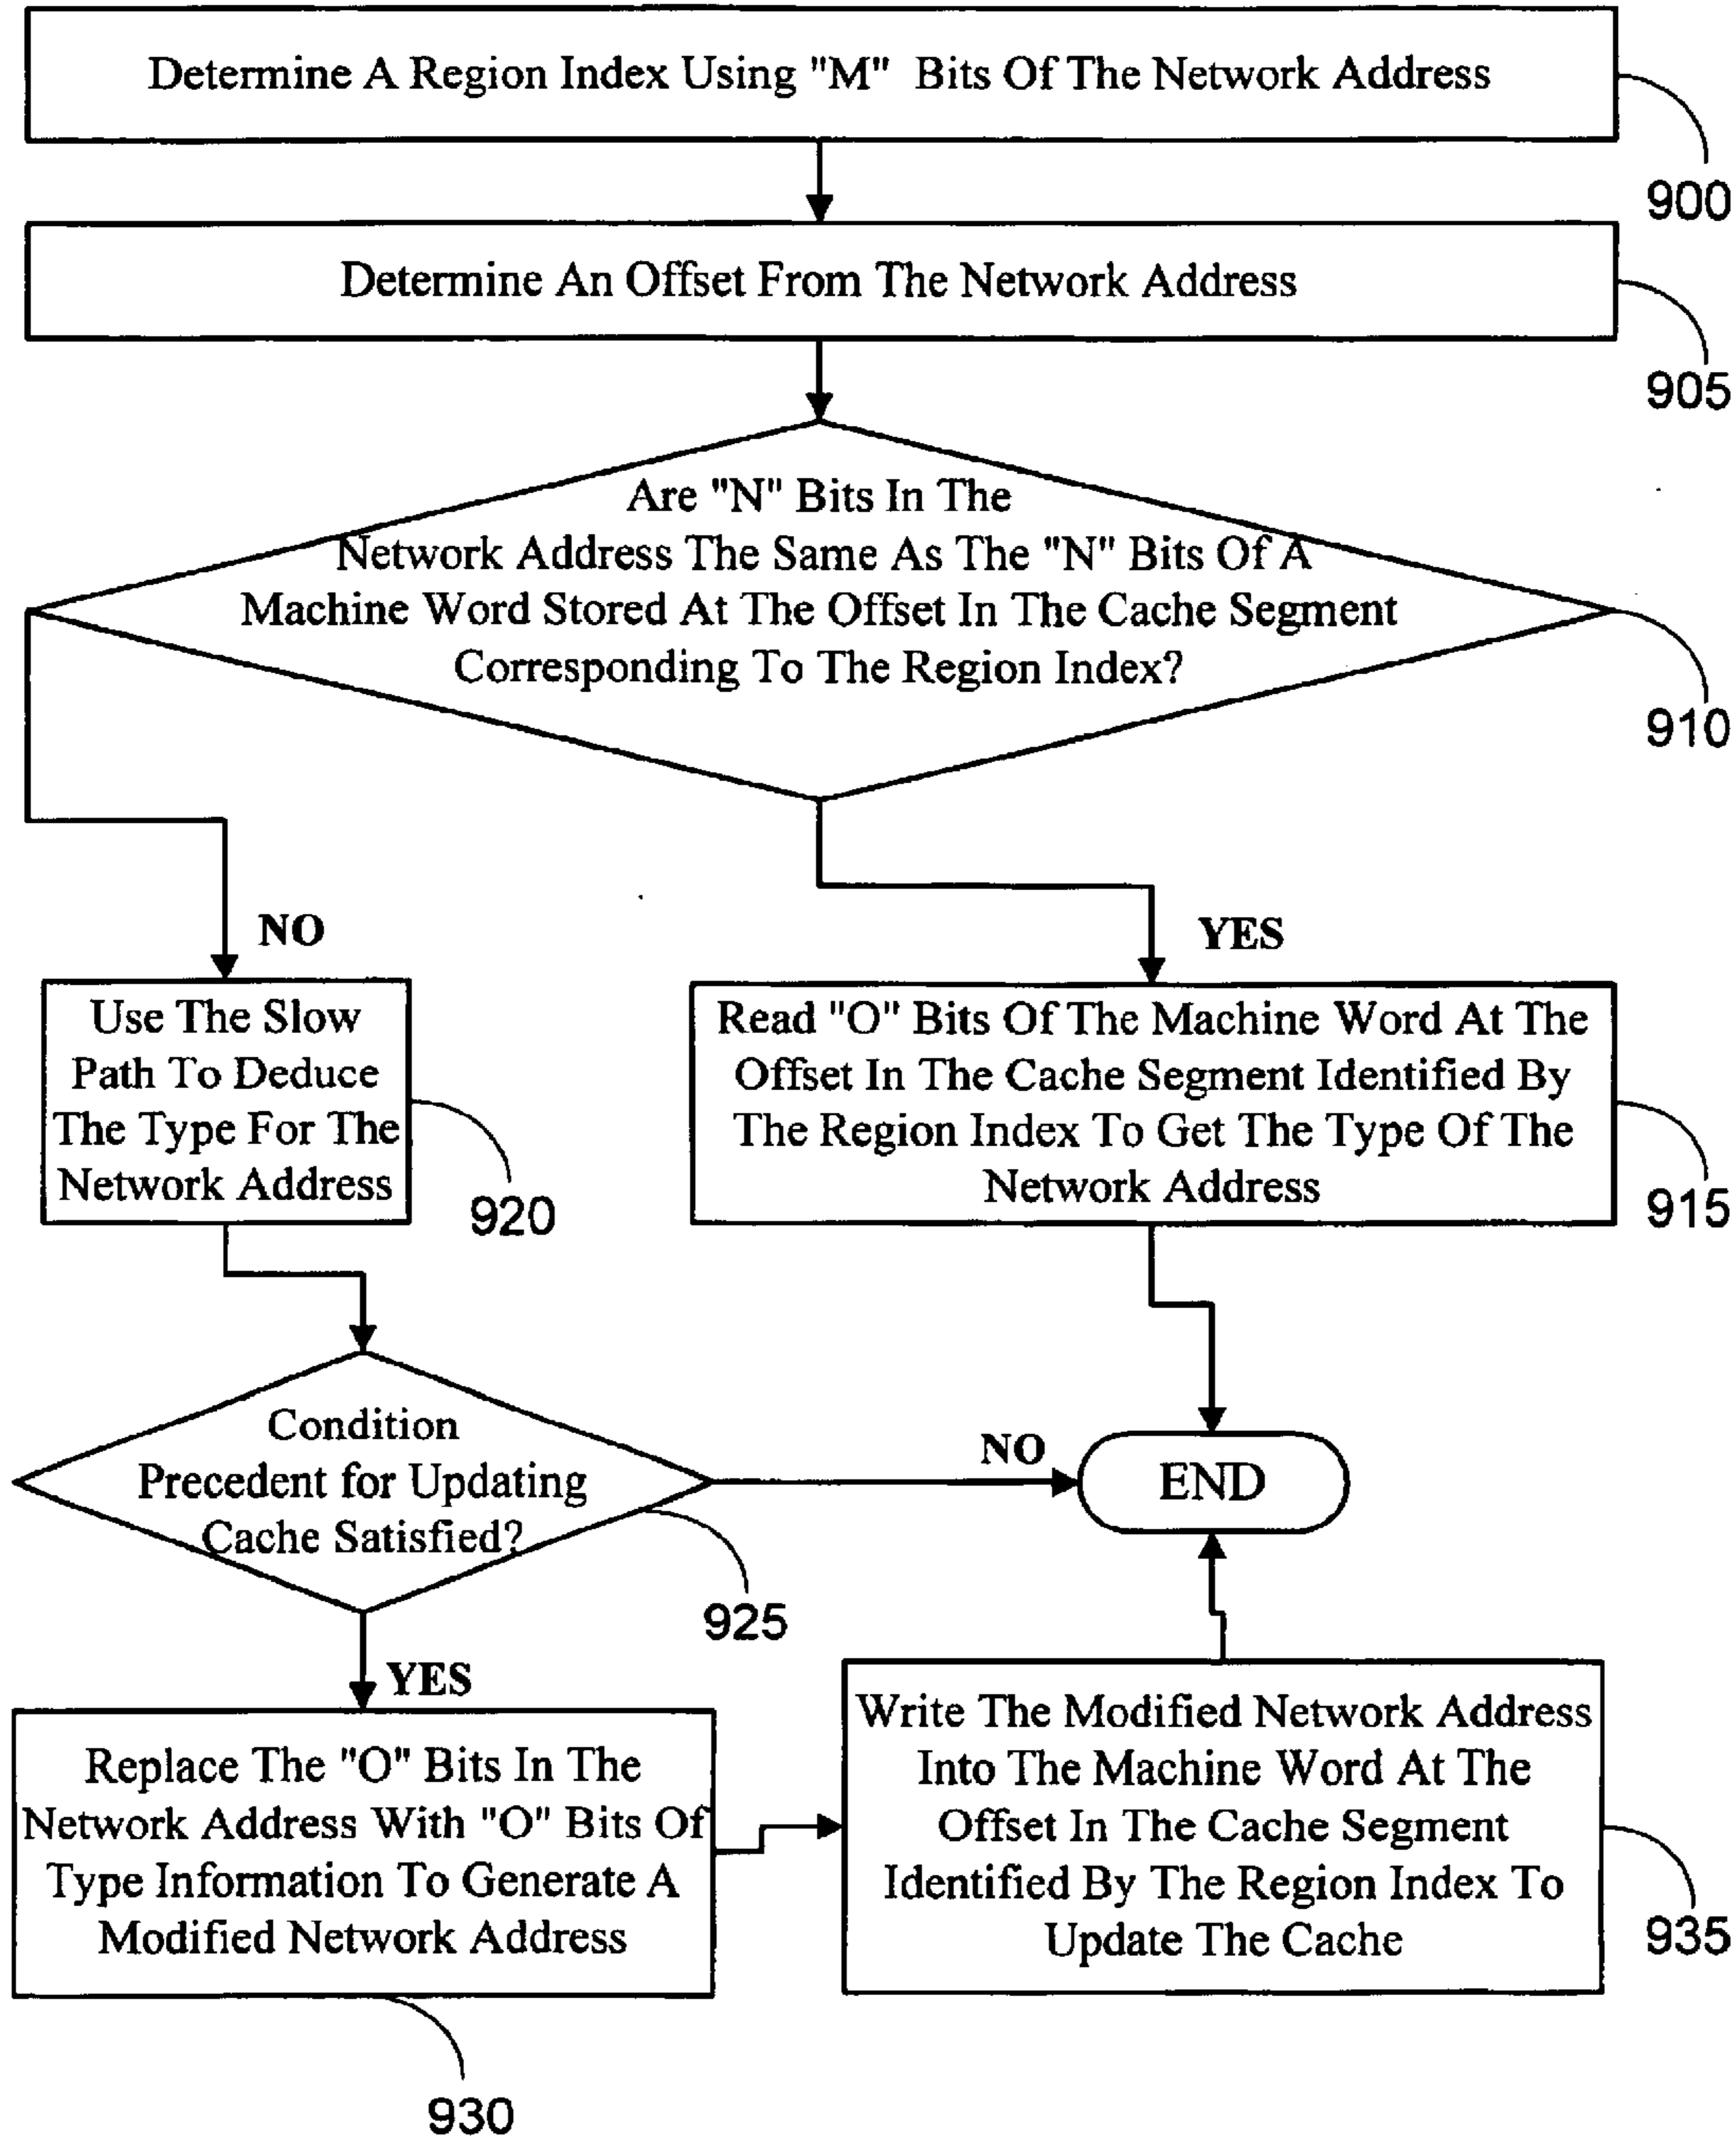 Determine A Region Index Using "M" Bits Of The Network Address
900
Determine An Offset From The Network Address
905
Are "N" Bits In The
Network Address The Same As The "N" Bits Of A
Machine Word Stored At The Offset In The Cache Segment
Corresponding To The Region Index?
910
NO
YES
Use The Slow
Path To Deduce
The Type For The
Network Address
920
Read "O" Bits Of The Machine Word At The
Offset In The Cache Segment Identified By
The Region Index To Get The Type Of The
Network Address
915
Condition
Precedent for Updating
Cache Satisfied?
925
NO
END
YES
Replace The "O" Bits In The
Network Address With "O" Bits Of
Type Information To Generate A
Modified Network Address
930
Write The Modified Network Address
Into The Machine Word At The
Offset In The Cache Segment
Identified By The Region Index To
Update The Cache
935